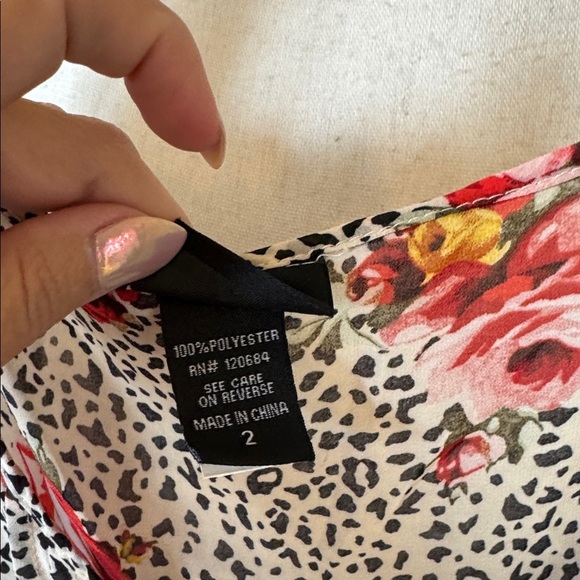 100%POLYESTER
RN# 120684
SEE CARE
ON REVERSE
MADE IN CHINA
2